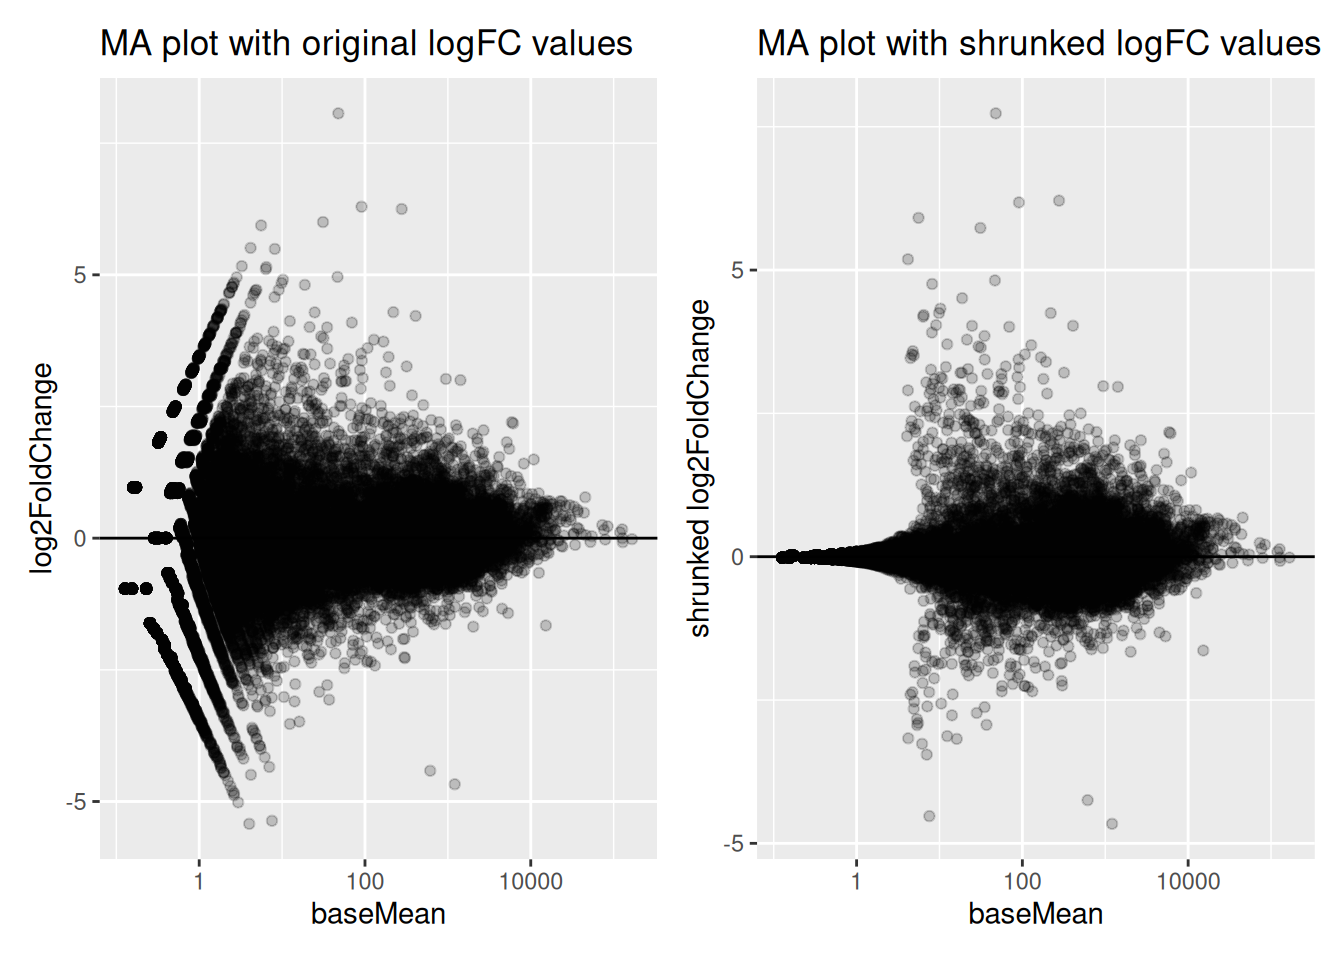 MA plot with original logFC values
log2FoldChange
5
0
-5
1
100
10000
baseMean
MA plot with shrunked logFC values
shrunked log2FoldChange
5
0
-5
1
100
10000
baseMean